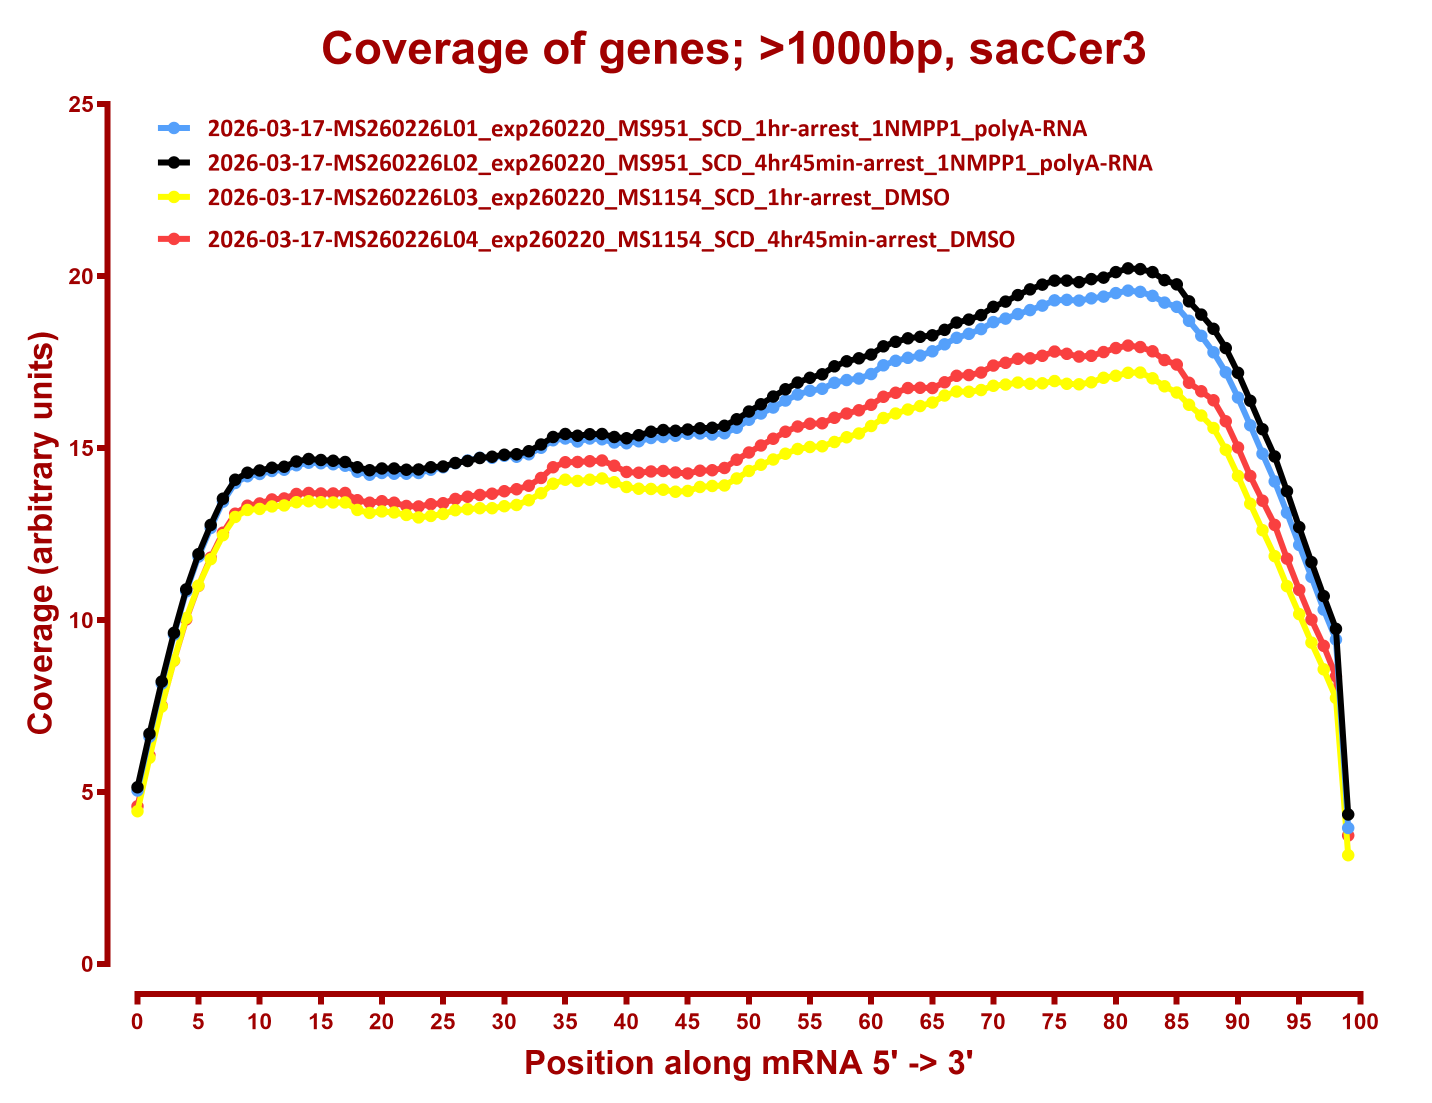 Coverage of genes; >1000bp, sacCer3
25
2026-03-17-MS260226L01_exp260220_MS951_SCD_1hr-arrest_1NMPP1_polyA-RNA
2026-03-17-MS260226L02_exp260220_MS951_SCD_4hr45min-arrest_1NMPP1_polyA-RNA
2026-03-17-MS260226L03_exp260220_MS1154_SCD_1hr-arrest_DMSO
2026-03-17-MS260226L04_exp260220_MS1154_SCD_4hr45min-arrest_DMSO
20
15
10
5
0
Coverage (arbitrary units)
0 5 10 15 20 25 30 35 40 45 50 55 60 65 70 75 80 85 90 95 100
Position along mRNA 5' -> 3'